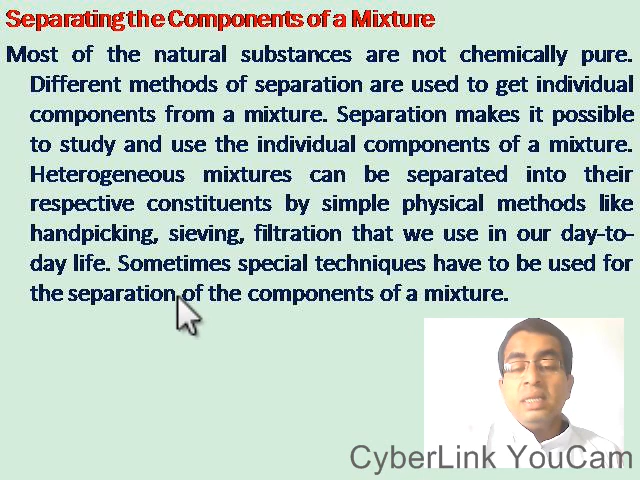 Separating the Components of a Mixture
Most of the natural substances are not chemically pure.
Different methods of separation are used to get individual
components from a mixture. Separation makes it possible
to study and use the individual components of a mixture.
Heterogeneous mixtures can be separated into their
respective constituents by simple physical methods like
handpicking, sieving, filtration that we use in our day-to-
day life. Sometimes special techniques have to be used for
the separation of the components of a mixture.
CyberLink YouCam